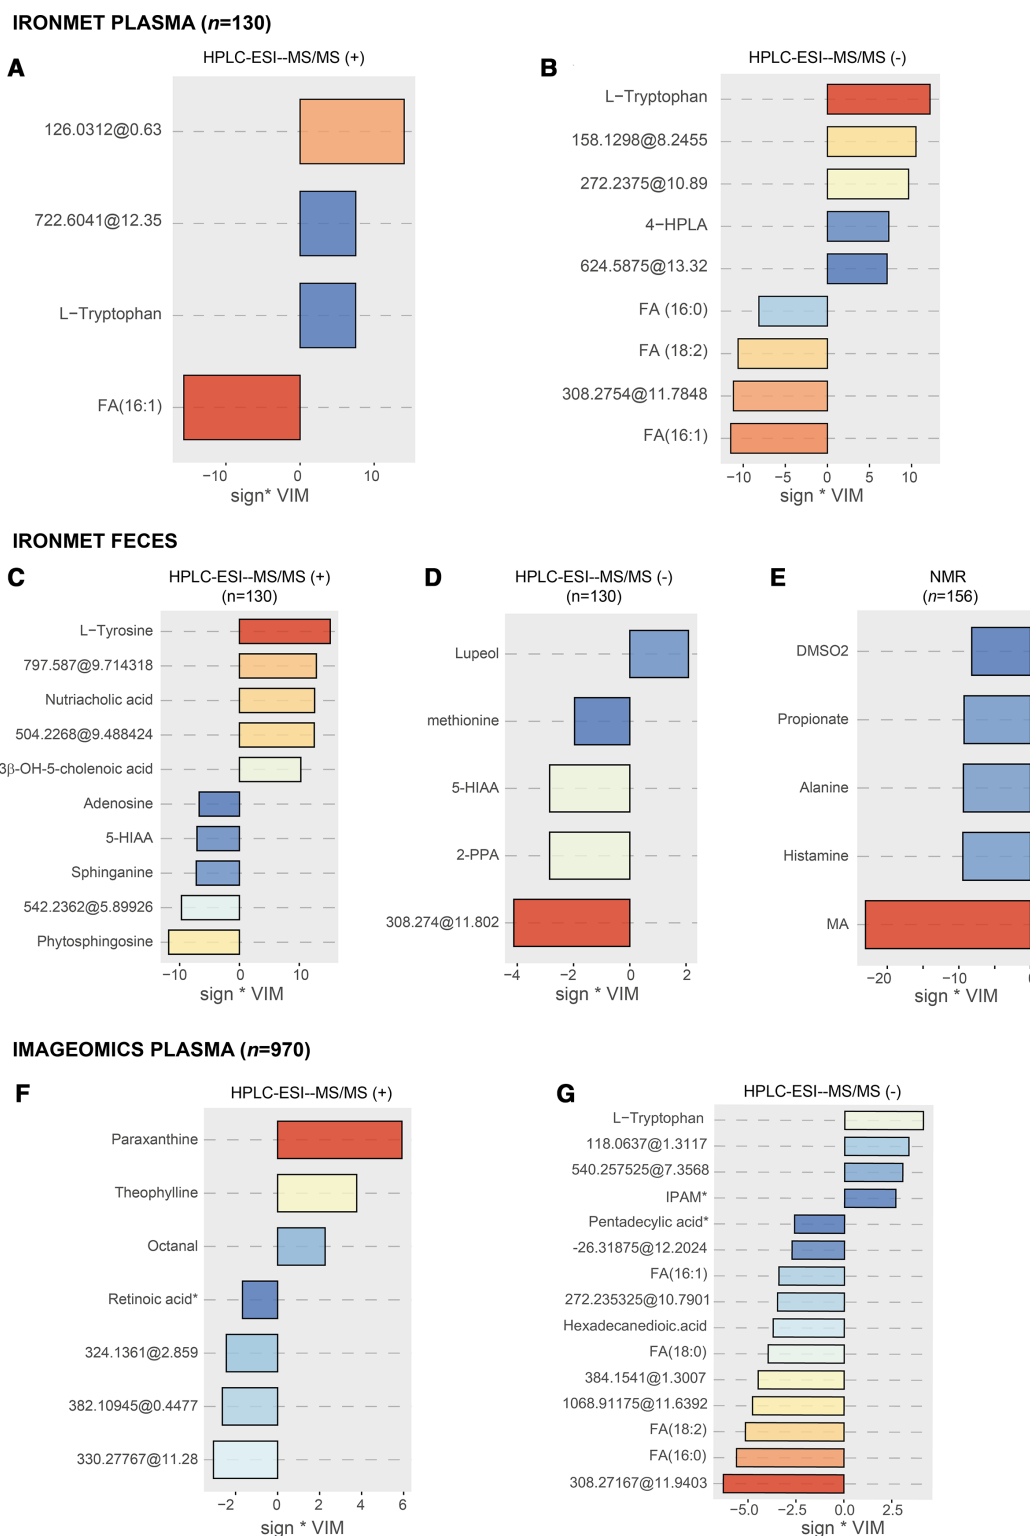 IRONMET PLASMA (n=130)
A
HPLC-ESI--MS/MS (+)
126.0312@0.63
722.6041@12.35
L−Tryptophan
FA(16:1)
−10 0 10
sign* VIM
B
HPLC-ESI--MS/MS (-)
L−Tryptophan
158.1298@8.2455
272.2375@10.89
4−HPLA
624.5875@13.32
FA (16:0)
FA (18:2)
308.2754@11.7848
FA(16:1)
−10 −5 0 5 10
sign * VIM
IRONMET FECES
C
HPLC-ESI--MS/MS (+)
(n=130)
L−Tyrosine
797.587@9.714318
Nutriacholic acid
504.2268@9.488424
3β-OH-5-cholenoic acid
Adenosine
5-HIAA
Sphinganine
542.2362@5.89926
Phytosphingosine
−10 0 10
sign * VIM
D
HPLC-ESI--MS/MS (-)
(n=130)
Lupeol
methionine
5-HIAA
2-PPA
308.274@11.802
−4 −2 0 2
sign * VIM
E
NMR
(n=156)
DMSO2
Propionate
Alanine
Histamine
MA
−20 −10
sign * VIM
IMAGEOMICS PLASMA (n=970)
F
HPLC-ESI--MS/MS (+)
Paraxanthine
Theophylline
Octanal
Retinoic acid*
324.1361@2.859
382.10945@0.4477
330.27767@11.28
−2 0 2 4 6
sign * VIM
G
HPLC-ESI--MS/MS (-)
L−Tryptophan
118.0637@1.3117
540.257525@7.3568
IPAM*
Pentadecylic acid*
-26.31875@12.2024
FA(16:1)
272.235325@10.7901
Hexadecanedioic.acid
FA(18:0)
384.1541@1.3007
1068.91175@11.6392
FA(18:2)
FA(16:0)
308.27167@11.9403
−5.0 −2.5 0.0 2.5
sign * VIM